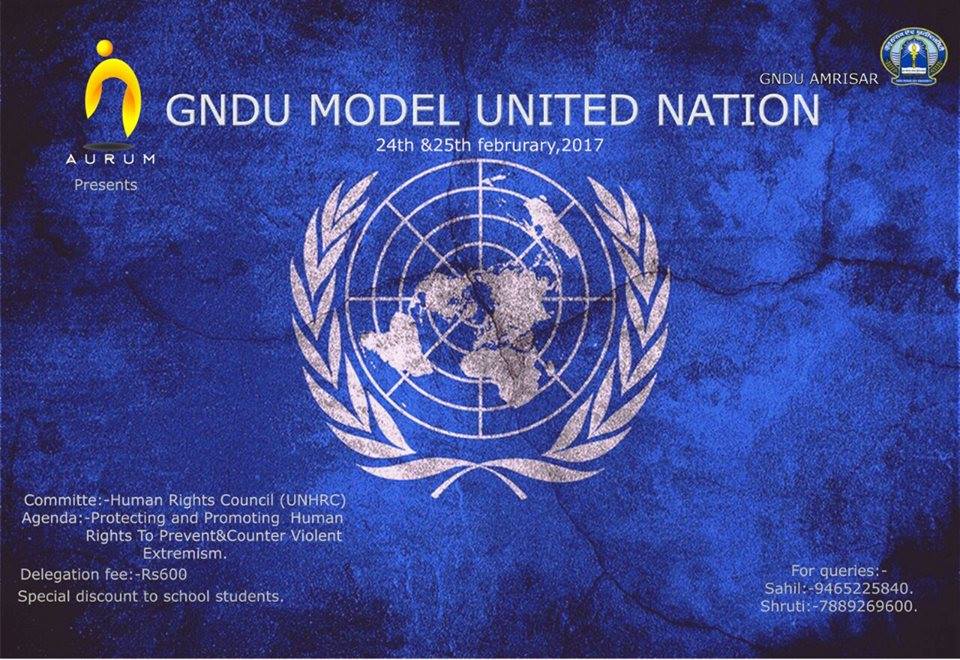 GNDU AMRISAR
GNDU MODEL UNITED NATION
24th &25th februrary,2017
AURUM
Presents
Committe:-Human Rights Council (UNHRC)
Agenda:-Protecting and Promoting Human
Rights To Prevent&Counter Violent
Extremism.
Delegation fee:-Rs600
Special discount to school students.
For queries:-
Sahil:-9465225840.
Shruti:-7889269600.